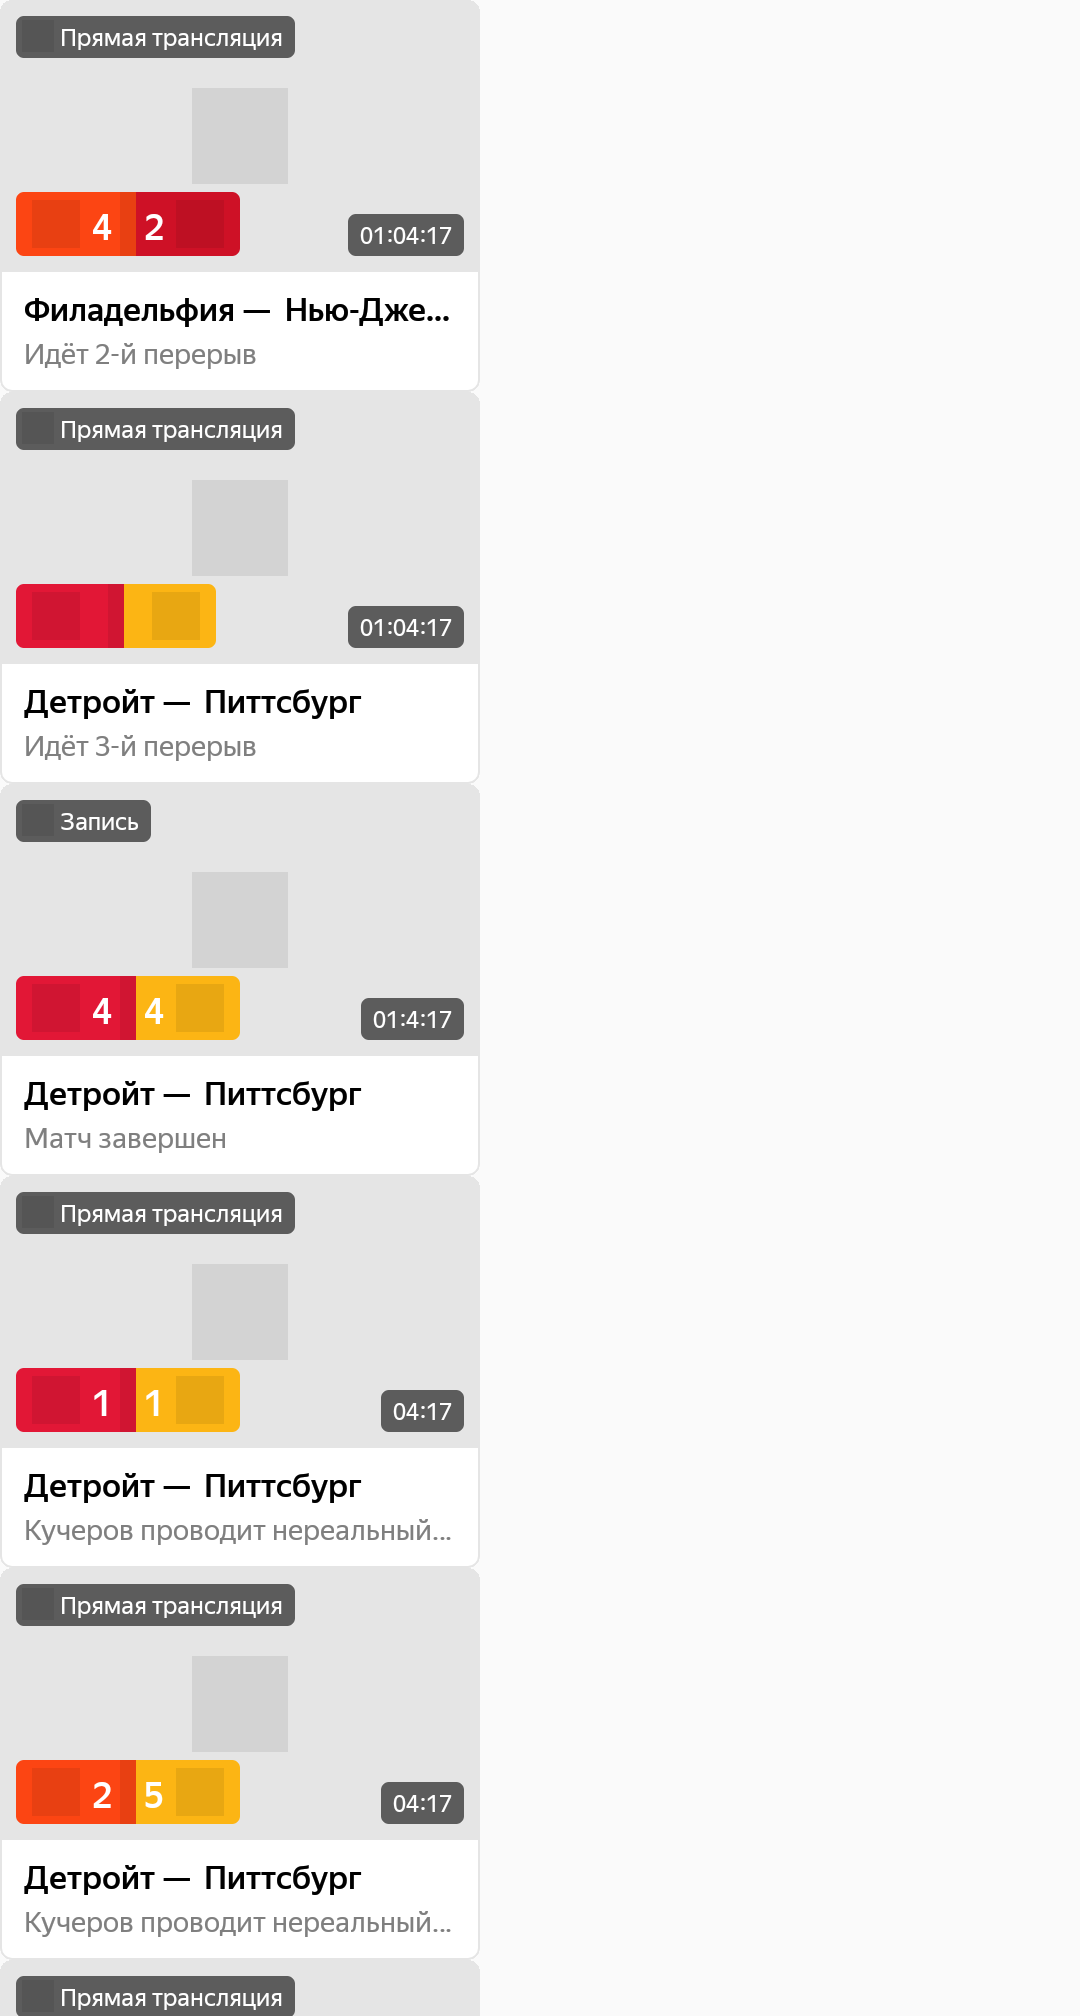 Прямая трансляция
4 2
01:04:17
Филадельфия — Нью-Дже...
Идёт 2-й перерыв
Прямая трансляция
01:04:17
Детройт — Питтсбург
Идёт 3-й перерыв
Запись
4 4
01:4:17
Детройт — Питтсбург
Матч завершен
Прямая трансляция
1 1
04:17
Детройт — Питтсбург
Кучеров проводит нереальный...
Прямая трансляция
2 5
04:17
Детройт — Питтсбург
Кучеров проводит нереальный...
Прямая трансляция